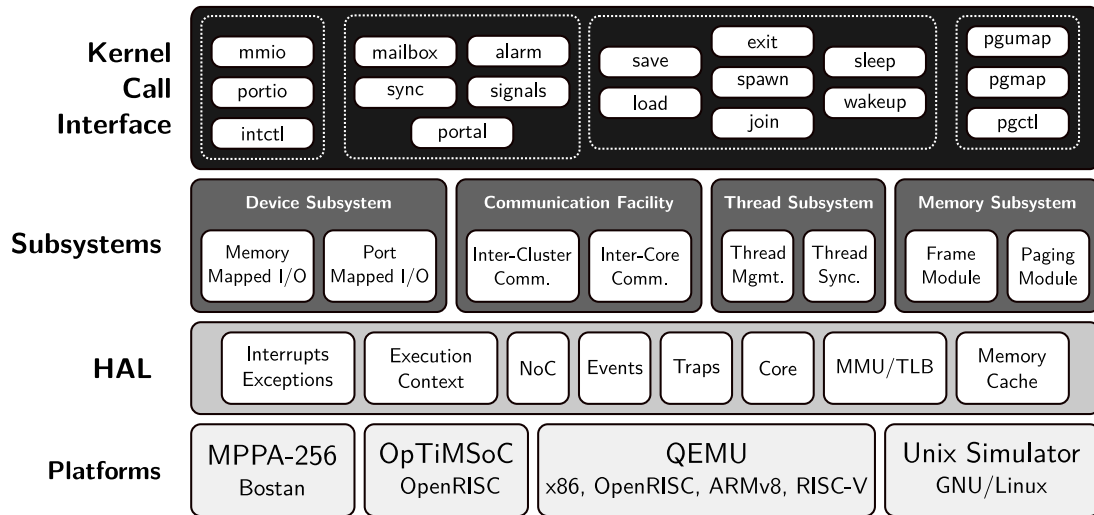 Kernel
Call
Interface
mmio
portio
intctl
mailbox
alarm
sync
signals
portal
save
load
exit
spawn
join
sleep
wakeup
pgumap
pgmap
pgctl
Subsystems
Device Subsystem
Memory
Mapped I/O
Port
Mapped I/O
Communication Facility
Inter-Cluster
Comm.
Inter-Core
Comm.
Thread Subsystem
Thread
Mgmt.
Thread
Sync.
Memory Subsystem
Frame
Module
Paging
Module
HAL
Interrupts
Exceptions
Execution
Context
NoC
Events
Traps
Core
MMU/TLB
Memory
Cache
Platforms
MPPA-256
Bostan
OpTiMSoC
OpenRISC
QEMU
x86, OpenRISC, ARMv8, RISC-V
Unix Simulator
GNU/Linux